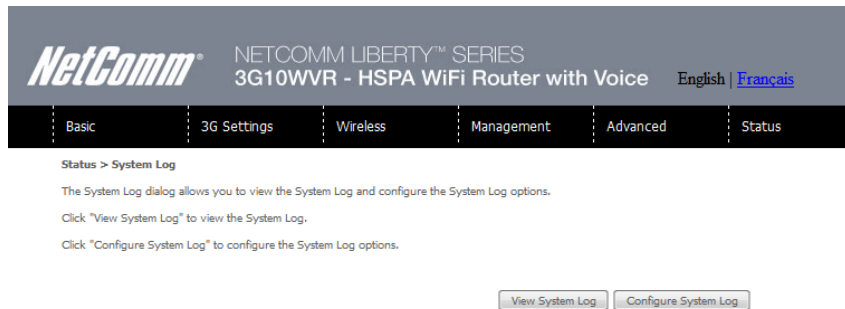 NetComm®
NETCOMM LIBERTY™ SERIES
3G10WVR - HSPA WiFi Router with Voice
English | Français
Basic
3G Settings
Wireless
Management
Advanced
Status
Status > System Log
The System Log dialog allows you to view the System Log and configure the System Log options.
Click "View System Log" to view the System Log.
Click "Configure System Log" to configure the System Log options.
View System Log
Configure System Log